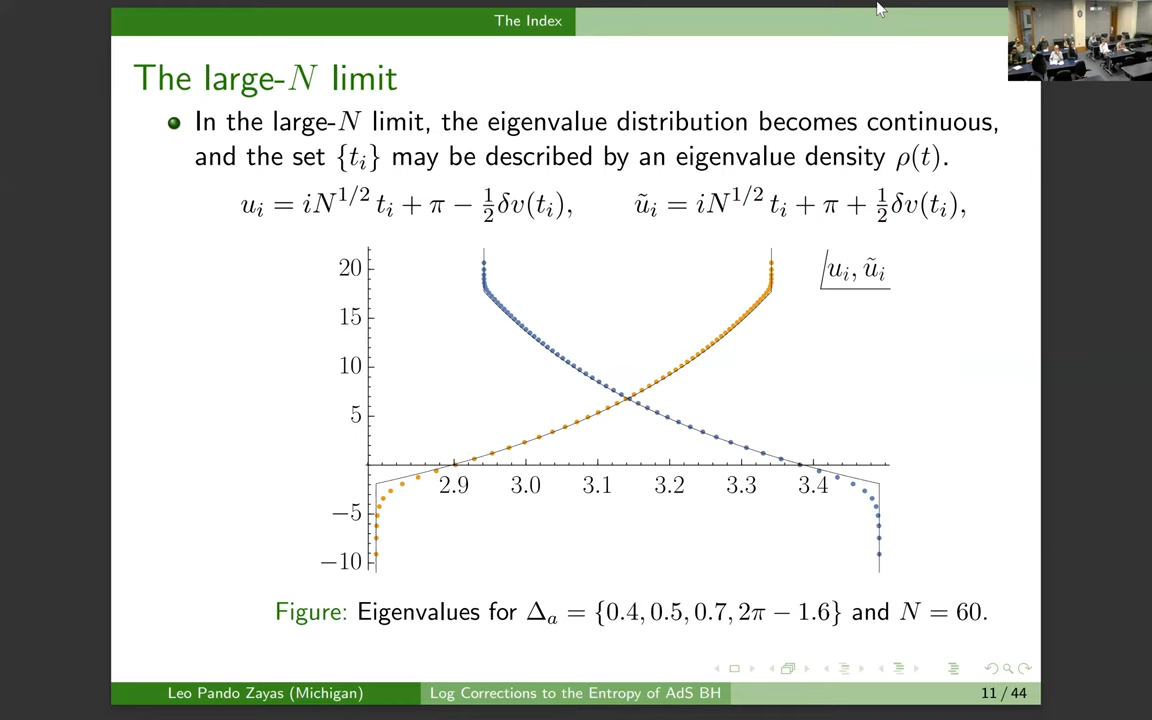 The Index
The large-N limit
In the large-N limit, the eigenvalue distribution becomes continuous,
and the set {t_i} may be described by an eigenvalue density ρ(t).
u_i = iN^{1/2} t_i + π − ½δv(t_i), ũ_i = iN^{1/2} t_i + π + ½δv(t_i),
u_i, ũ_i
20
15
10
5
2.9 3.0 3.1 3.2 3.3 3.4
−5
−10
Figure: Eigenvalues for Δ_a = {0.4, 0.5, 0.7, 2π − 1.6} and N = 60.
Leo Pando Zayas (Michigan) Log Corrections to the Entropy of AdS BH 11 / 44